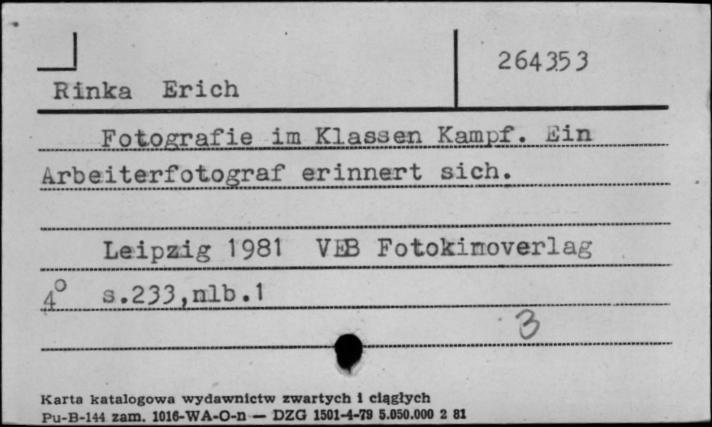 264353
Rinka Erich
Fotografie im Klassen Kampf. Ein
Arbeiterfotograf erinnert sich.
Leipzig 1981 VEB Fotokinoverlag
4° s.233,nlb.1
3
Karta katalogowa wydawnictw zwartych i ciągłych
Pu-B-144 zam. 1016-WA-O-n — DZG 1501-4-79 5.050.000 2 81